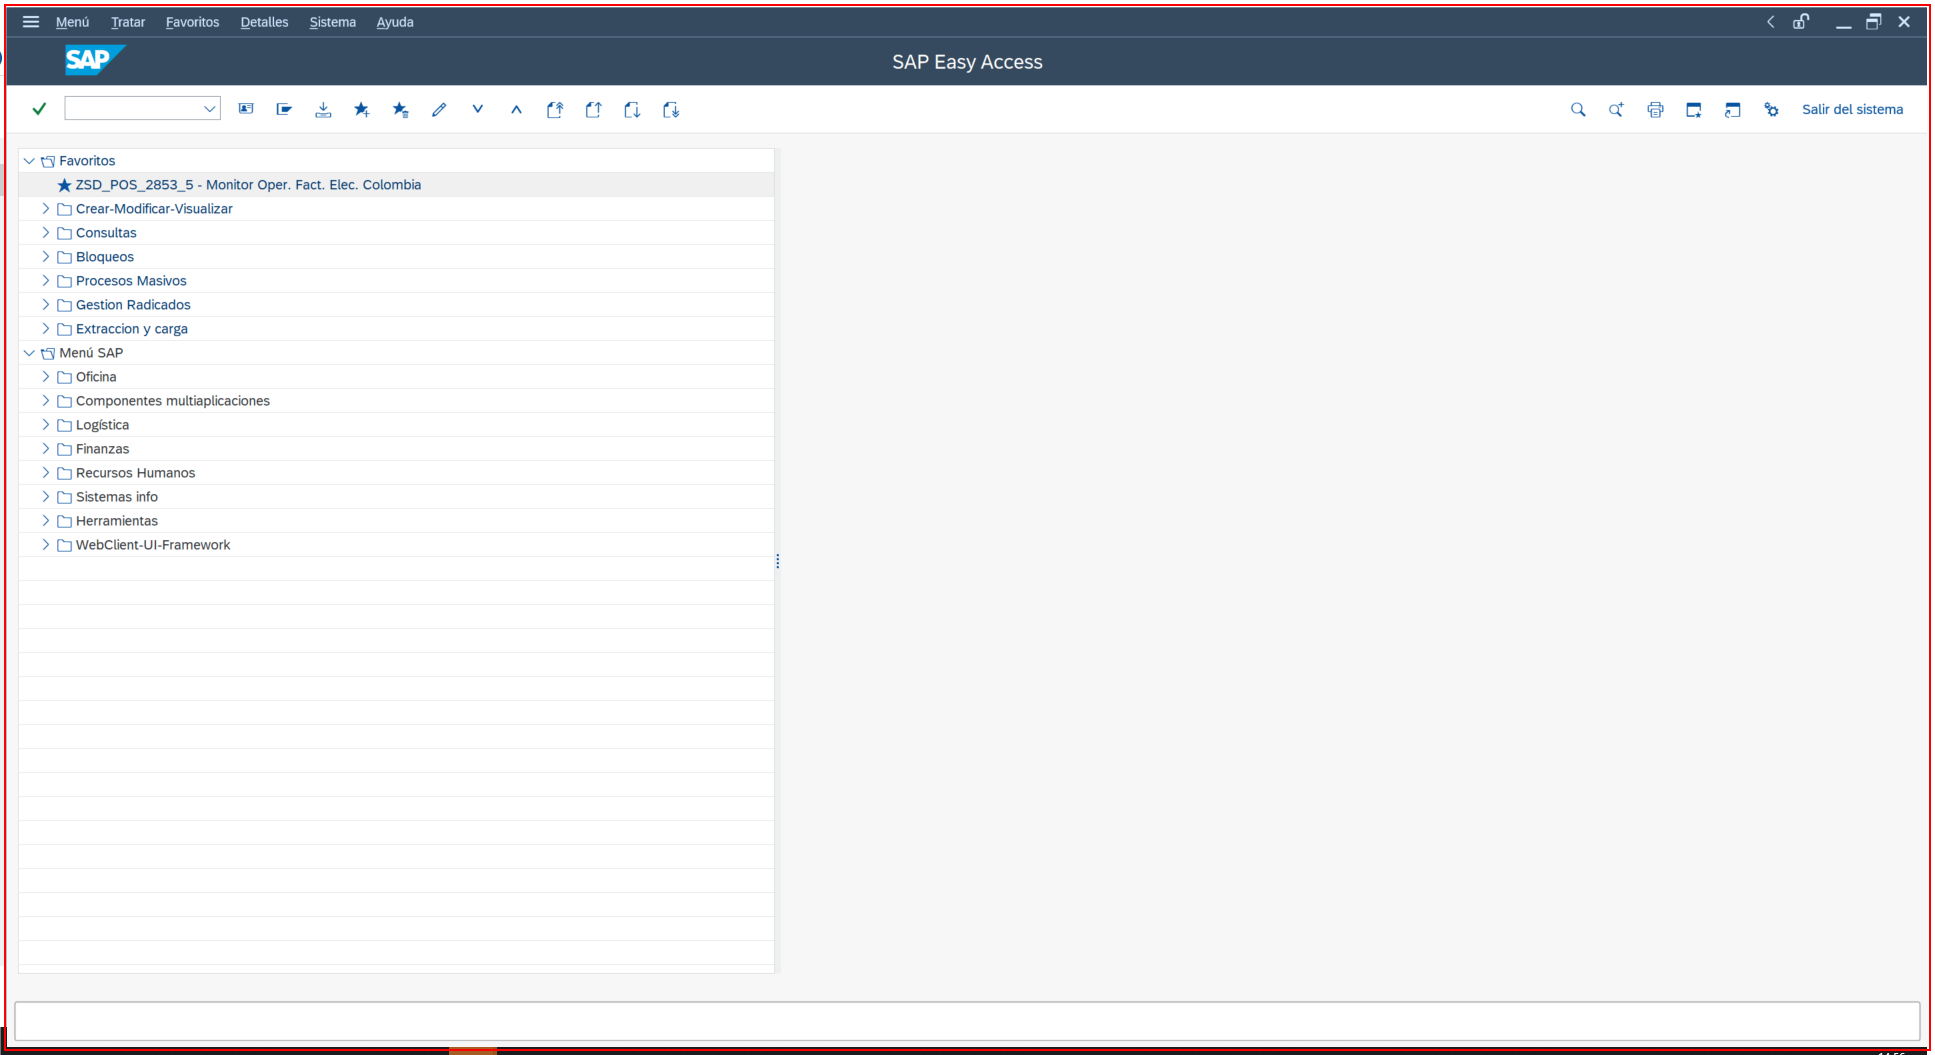 Menú Tratar Favoritos Detalles Sistema Ayuda
SAP
SAP Easy Access
Salir del sistema
Favoritos
ZSD_POS_2853_5 - Monitor Oper. Fact. Elec. Colombia
Crear-Modificar-Visualizar
Consultas
Bloqueos
Procesos Masivos
Gestion Radicados
Extraccion y carga
Menú SAP
Oficina
Componentes multiaplicaciones
Logística
Finanzas
Recursos Humanos
Sistemas info
Herramientas
WebClient-UI-Framework